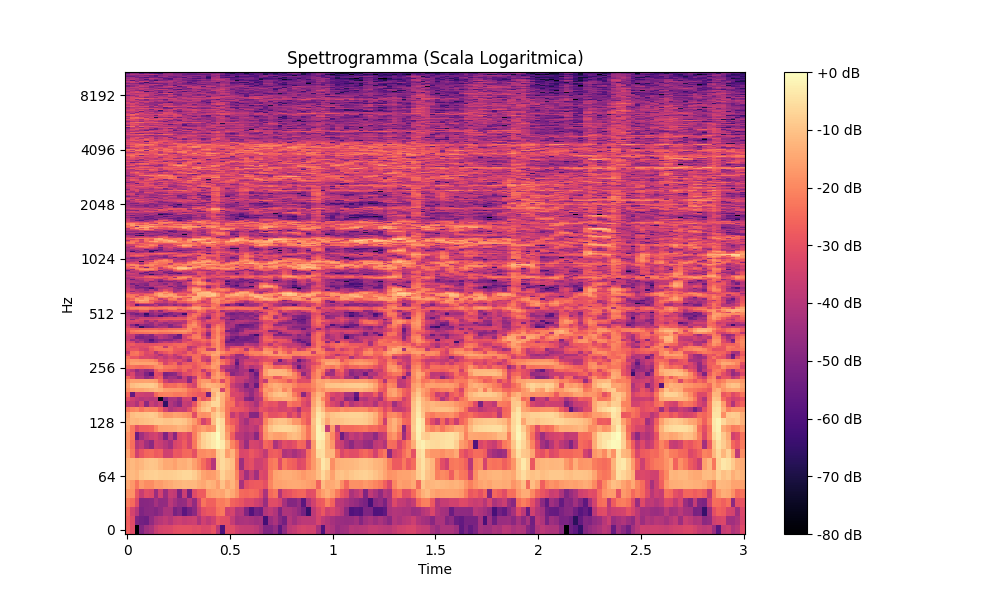 Spettrogramma (Scala Logaritmica)
Hz
8192
4096
2048
1024
512
256
128
64
0
0 0.5 1 1.5 2 2.5 3
Time
+0 dB
-10 dB
-20 dB
-30 dB
-40 dB
-50 dB
-60 dB
-70 dB
-80 dB